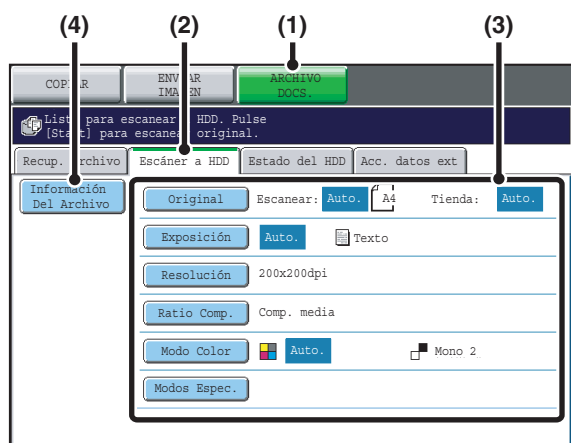 (4) (2) (1) (3)
COPIAR ENVIAR IMAGEN ARCHIVO DOCS.
Listo para escanear a HDD. Pulse
[Start] para escanear original.
Recup. Archivo Escáner a HDD Estado del HDD Acc. datos ext
Información
Del Archivo
Original Escanear: Auto. A4 Tienda: Auto.
Exposición Auto. Texto
Resolución 200x200dpi
Ratio Comp. Comp. media
Modo Color Auto. Mono 2
Modos Espec.